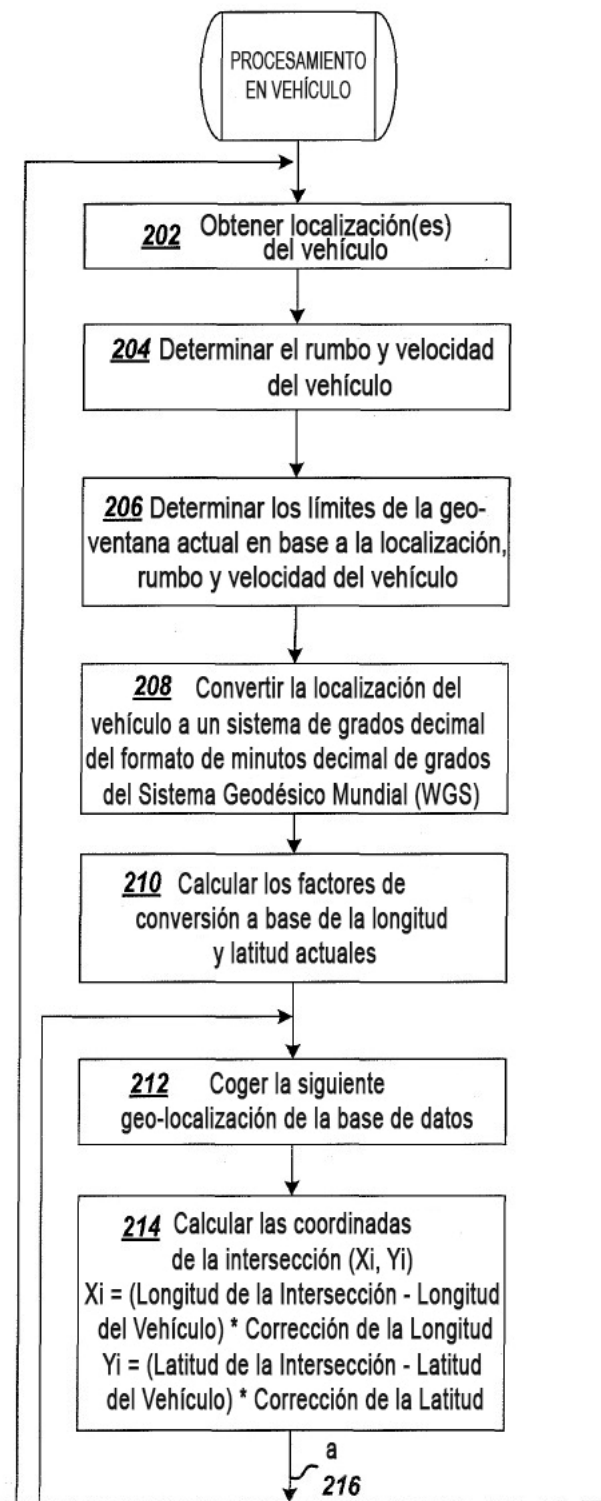 PROCESAMIENTO
EN VEHÍCULO
202 Obtener localización(es)
del vehículo
204 Determinar el rumbo y velocidad
del vehículo
206 Determinar los límites de la geo-
ventana actual en base a la localización,
rumbo y velocidad del vehículo
208 Convertir la localización del
vehículo a un sistema de grados decimal
del formato de minutos decimal de grados
del Sistema Geodésico Mundial (WGS)
210 Calcular los factores de
conversión a base de la longitud
y latitud actuales
212 Coger la siguiente
geo-localización de la base de datos
214 Calcular las coordinadas
de la intersección (Xi, Yi)
Xi = (Longitud de la Intersección - Longitud
del Vehículo) * Corrección de la Longitud
Yi = (Latitud de la Intersección - Latitud
del Vehículo) * Corrección de la Latitud
a
216